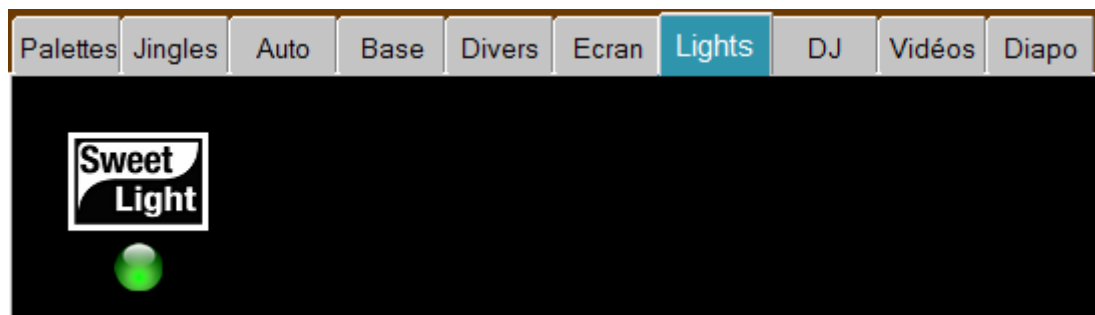 Palettes Jingles Auto Base Divers Ecran Lights DJ Vidéos Diapo
Sweet
Light